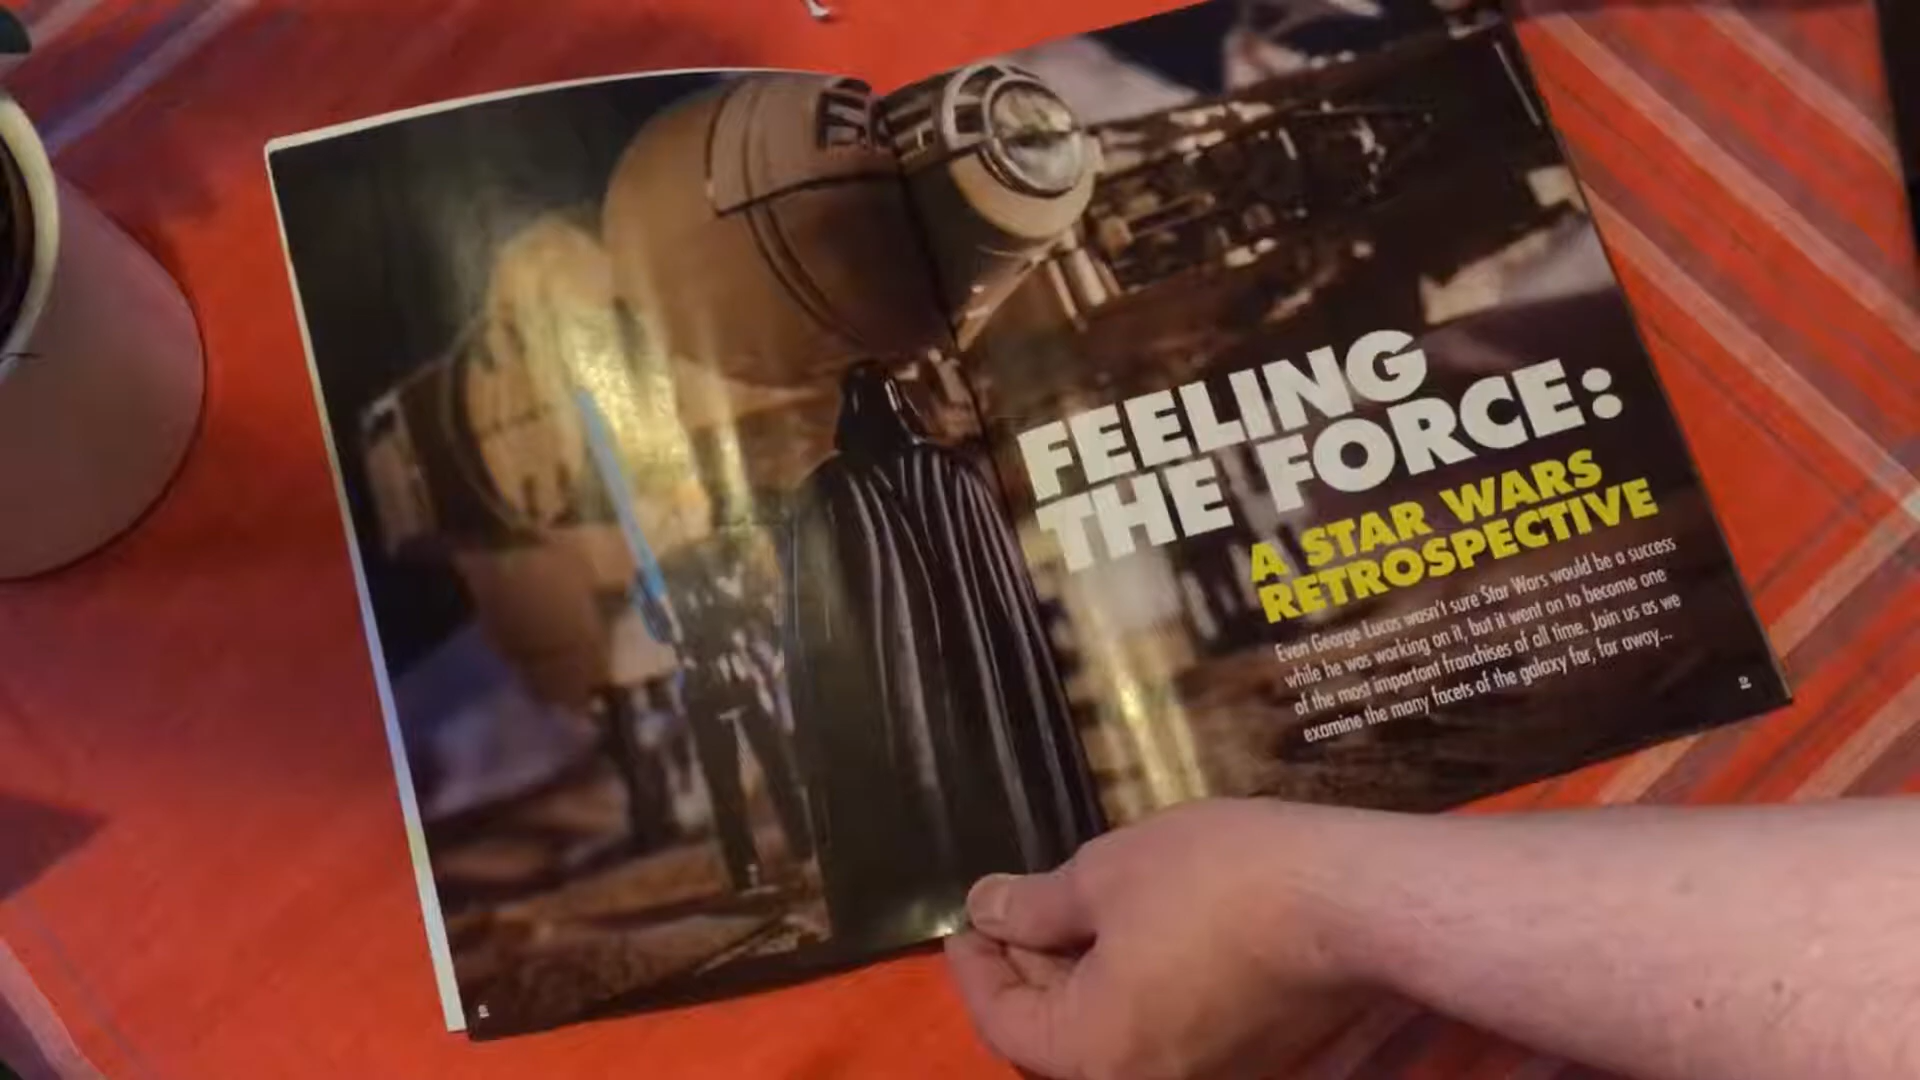 FEELING
THE FORCE:
A STAR WARS
RETROSPECTIVE
Even George Lucas wasn't sure Star Wars would be a success
while he was working on it, but it went on to become one
of the most important franchises of all time. Join us as we
examine the many facets of the galaxy far, far away...